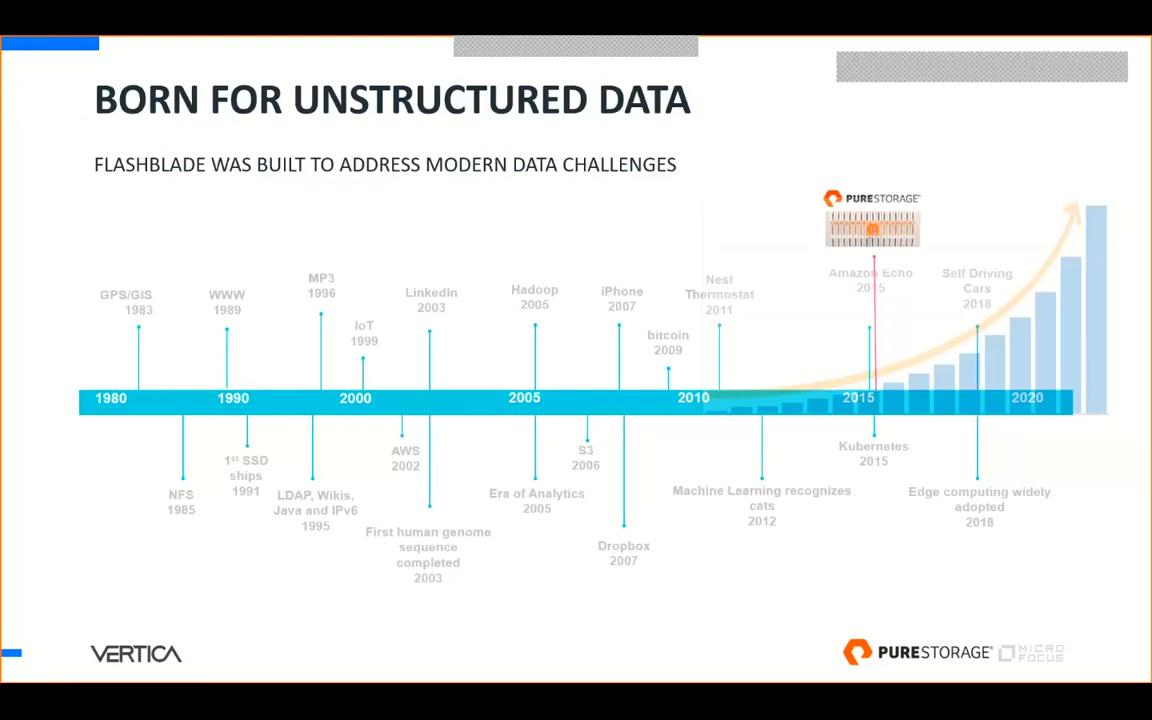 BORN FOR UNSTRUCTURED DATA
FLASHBLADE WAS BUILT TO ADDRESS MODERN DATA CHALLENGES
PURESTORAGE®
GPS/GIS
1983
WWW
1989
MP3
1996
IoT
1999
LinkedIn
2003
Hadoop
2005
iPhone
2007
bitcoin
2009
Nest
Thermostat
2011
Amazon Echo
2015
Self Driving
Cars
2018
1980 1990 2000 2005 2010 2015 2020
NFS
1985
1st SSD
ships
1991
LDAP, Wikis,
Java and IPv6
1995
AWS
2002
First human genome
sequence
completed
2003
Era of Analytics
2005
S3
2006
Dropbox
2007
Machine Learning recognizes
cats
2012
Kubernetes
2015
Edge computing widely
adopted
2018
VERTICA
PURESTORAGE®
MICRO
FOCUS